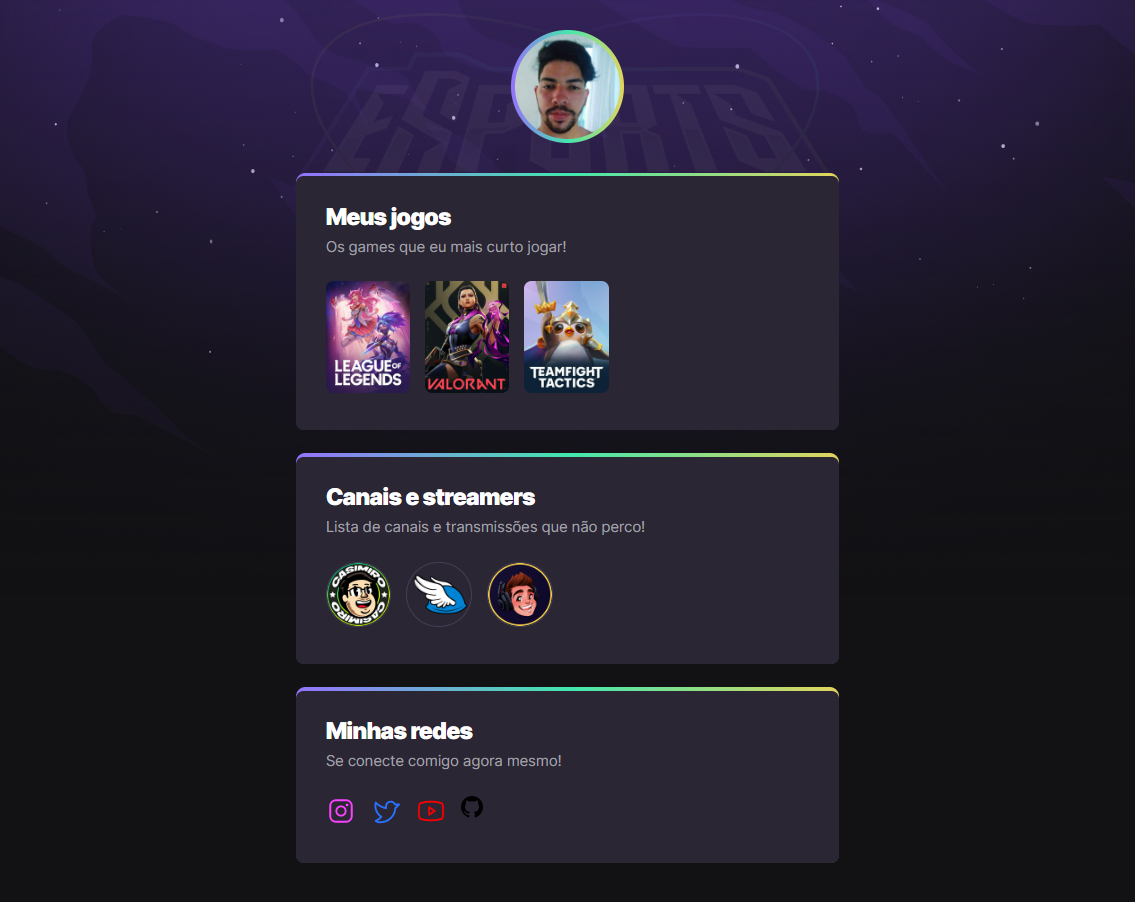 ESPORTS
Meus jogos
Os games que eu mais curto jogar!
LEAGUE OF
LEGENDS
VALORANT
TEAMFIGHT
TACTICS
Canais e streamers
Lista de canais e transmissões que não perco!
CASIMIRO
CASIMIRO
Minhas redes
Se conecte comigo agora mesmo!